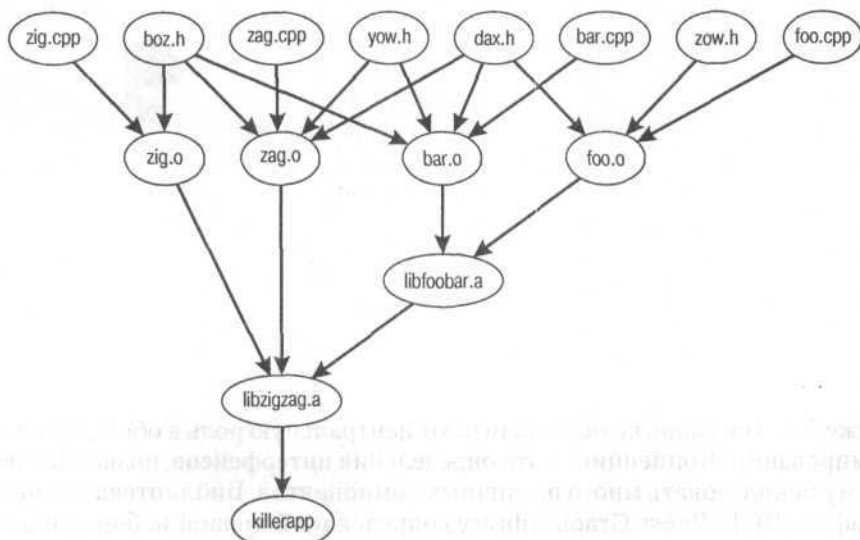 zig.cpp boz.h zag.cpp yow.h dax.h bar.cpp zow.h foo.cpp
zig.o zag.o bar.o foo.o
libfoobar.a
libzigzag.a
killerapp